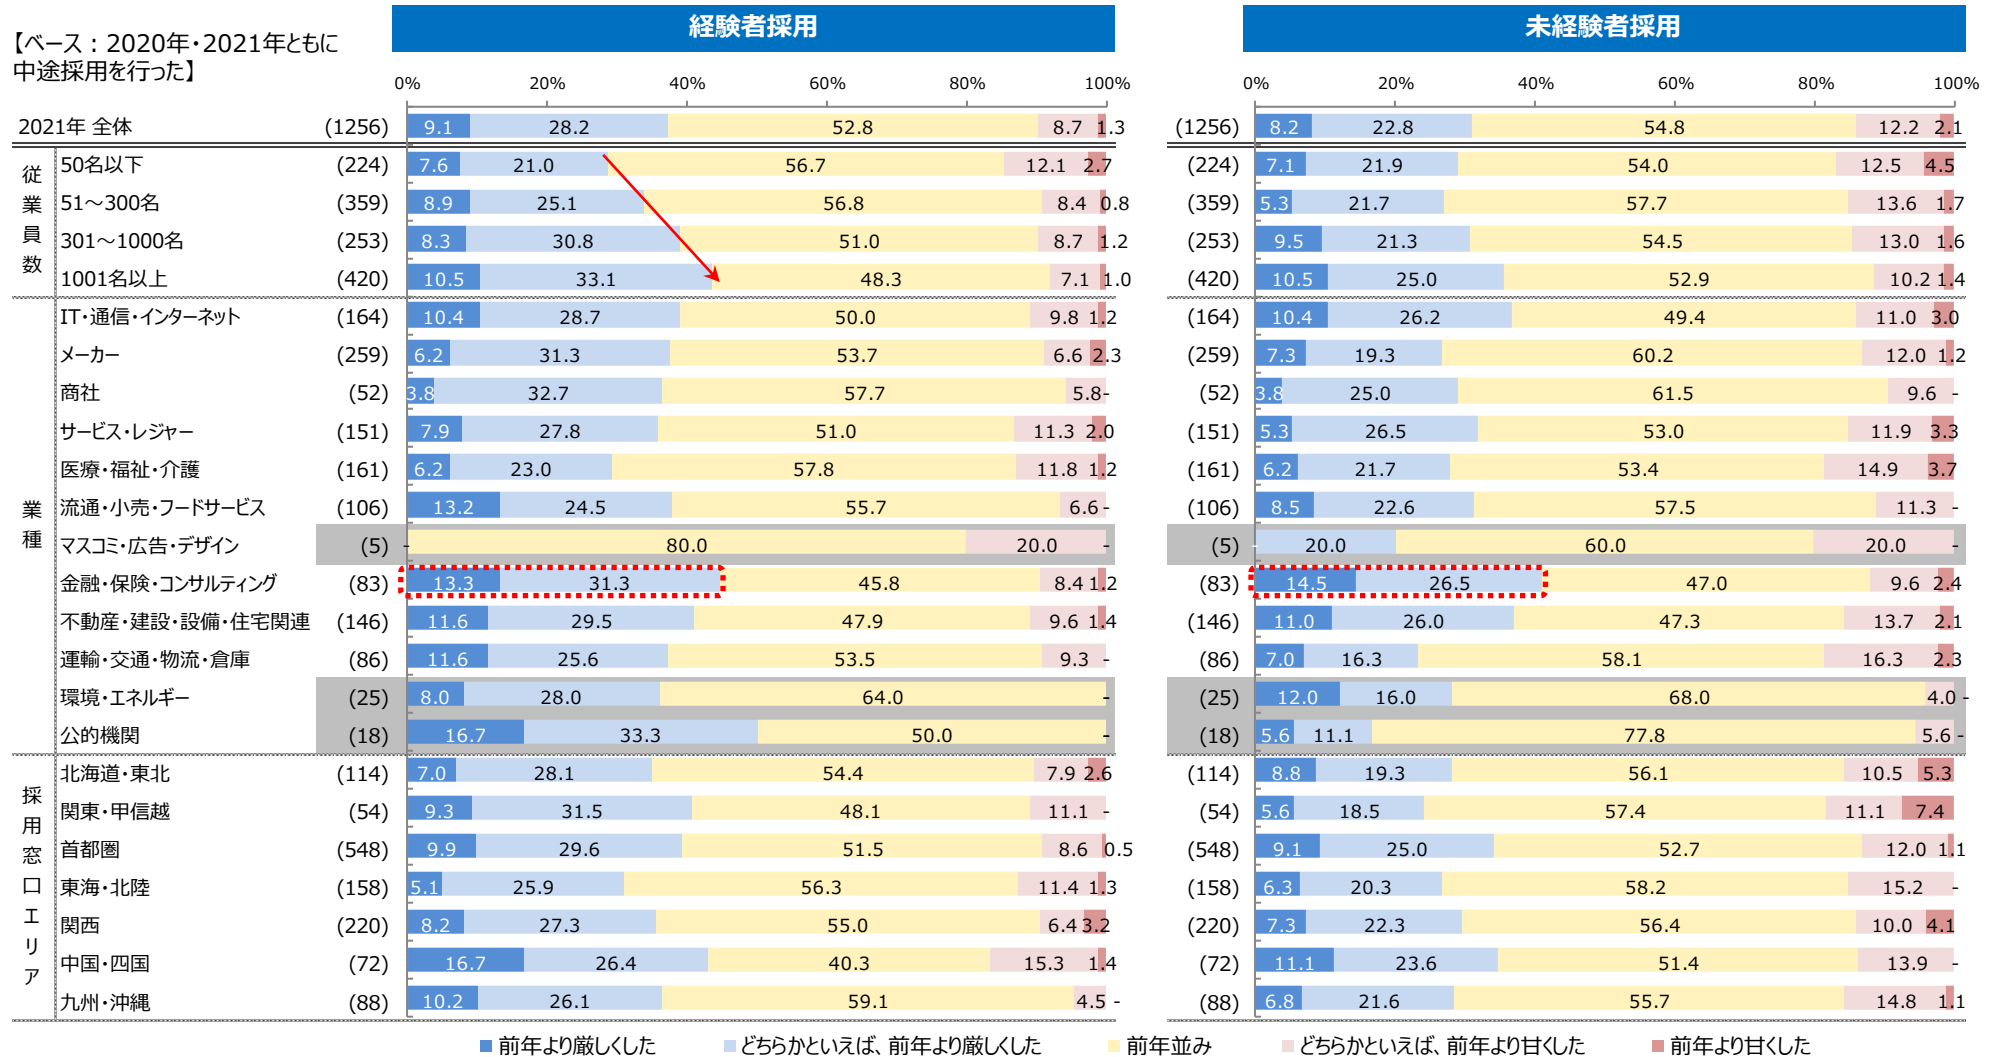 【ベース：2020年・2021年ともに
中途採用を行った】
経験者採用
未経験者採用
0% 20% 40% 60% 80% 100%
0% 20% 40% 60% 80% 100%
2021年 全体 (1256) 9.1 28.2 52.8 8.7 1.3 (1256) 8.2 22.8 54.8 12.2 2.1
従業員数
50名以下 (224) 7.6 21.0 56.7 12.1 2.7 (224) 7.1 21.9 54.0 12.5 4.5
51～300名 (359) 8.9 25.1 56.8 8.4 0.8 (359) 5.3 21.7 57.7 13.6 1.7
301～1000名 (253) 8.3 30.8 51.0 8.7 1.2 (253) 9.5 21.3 54.5 13.0 1.6
1001名以上 (420) 10.5 33.1 48.3 7.1 1.0 (420) 10.5 25.0 52.9 10.2 1.4
業種
IT・通信・インターネット (164) 10.4 28.7 50.0 9.8 1.2 (164) 10.4 26.2 49.4 11.0 3.0
メーカー (259) 6.2 31.3 53.7 6.6 2.3 (259) 7.3 19.3 60.2 12.0 1.2
商社 (52) 3.8 32.7 57.7 5.8 - (52) 3.8 25.0 61.5 9.6 -
サービス・レジャー (151) 7.9 27.8 51.0 11.3 2.0 (151) 5.3 26.5 53.0 11.9 3.3
医療・福祉・介護 (161) 6.2 23.0 57.8 11.8 1.2 (161) 6.2 21.7 53.4 14.9 3.7
流通・小売・フードサービス (106) 13.2 24.5 55.7 6.6 - (106) 8.5 22.6 57.5 11.3 -
マスコミ・広告・デザイン (5) - 80.0 20.0 - (5) - 20.0 60.0 20.0 -
金融・保険・コンサルティング (83) 13.3 31.3 45.8 8.4 1.2 (83) 14.5 26.5 47.0 9.6 2.4
不動産・建設・設備・住宅関連 (146) 11.6 29.5 47.9 9.6 1.4 (146) 11.0 26.0 47.3 13.7 2.1
運輸・交通・物流・倉庫 (86) 11.6 25.6 53.5 9.3 - (86) 7.0 16.3 58.1 16.3 2.3
環境・エネルギー (25) 8.0 28.0 64.0 - (25) 12.0 16.0 68.0 4.0 -
公的機関 (18) 16.7 33.3 50.0 - (18) 5.6 11.1 77.8 5.6 -
採用窓口エリア
北海道・東北 (114) 7.0 28.1 54.4 7.9 2.6 (114) 8.8 19.3 56.1 10.5 5.3
関東・甲信越 (54) 9.3 31.5 48.1 11.1 - (54) 5.6 18.5 57.4 11.1 7.4
首都圏 (548) 9.9 29.6 51.5 8.6 0.5 (548) 9.1 25.0 52.7 12.0 1.1
東海・北陸 (158) 5.1 25.9 56.3 11.4 1.3 (158) 6.3 20.3 58.2 15.2 -
関西 (220) 8.2 27.3 55.0 6.4 3.2 (220) 7.3 22.3 56.4 10.0 4.1
中国・四国 (72) 16.7 26.4 40.3 15.3 1.4 (72) 11.1 23.6 51.4 13.9 -
九州・沖縄 (88) 10.2 26.1 59.1 4.5 - (88) 6.8 21.6 55.7 14.8 1.1
前年より厳しくした どちらかといえば、前年より厳しくした 前年並み どちらかといえば、前年より甘くした 前年より甘くした